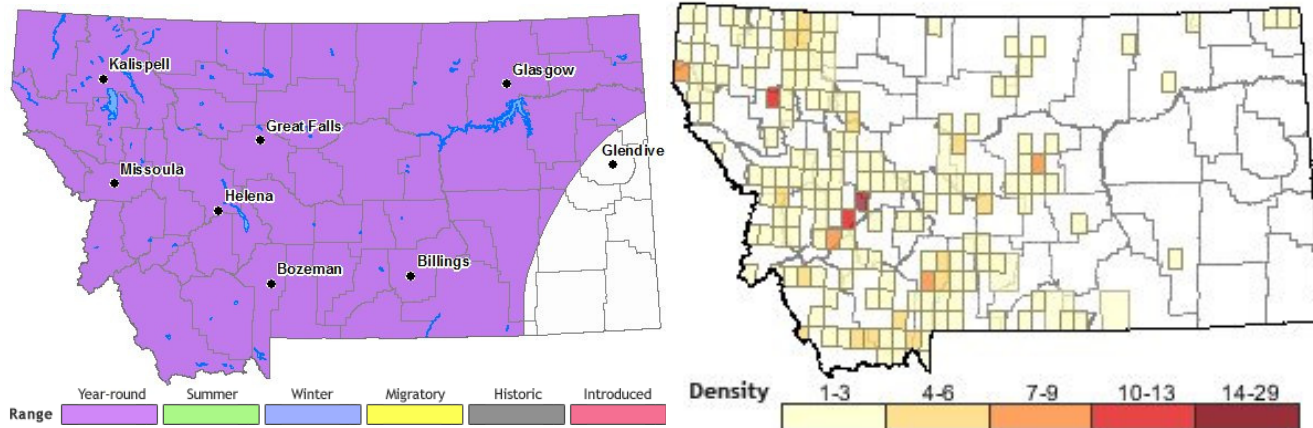 Kalispell
Glasgow
Great Falls
Glendive
Missoula
Helena
Bozeman
Billings
Range Year-round Summer Winter Migratory Historic Introduced
Density 1-3 4-6 7-9 10-13 14-29